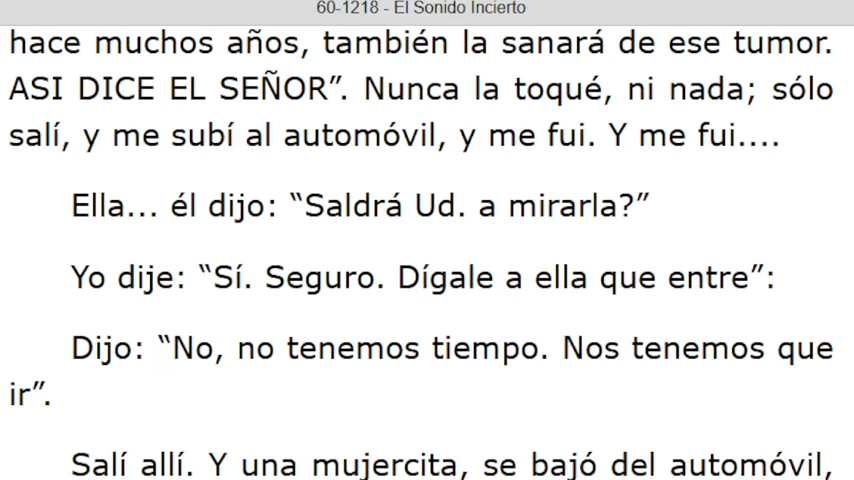 60-1218 - El Sonido Incierto
hace muchos años, también la sanará de ese tumor.
ASI DICE EL SEÑOR”. Nunca la toqué, ni nada; sólo
salí, y me subí al automóvil, y me fui. Y me fui....
Ella... él dijo: “Saldrá Ud. a mirarla?”
Yo dije: “Sí. Seguro. Dígale a ella que entre”:
Dijo: “No, no tenemos tiempo. Nos tenemos que
ir”.
Salí allí. Y una mujercita, se bajó del automóvil,